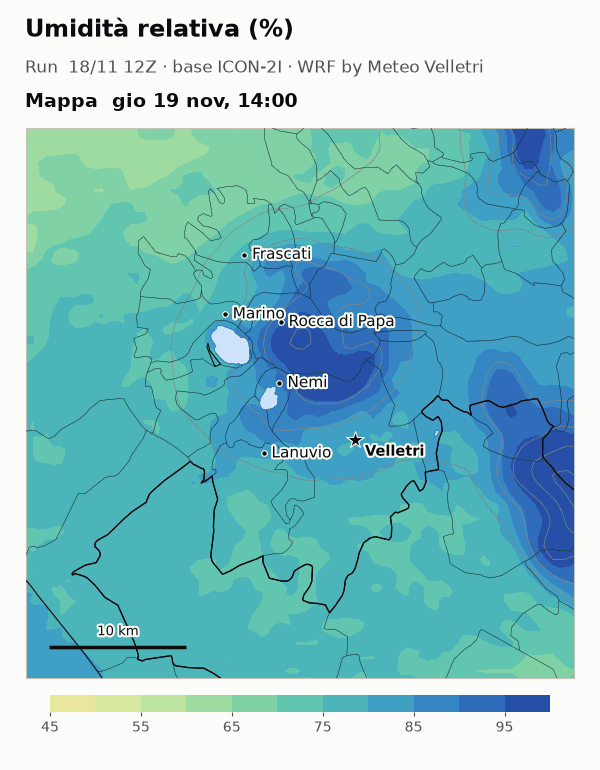 Umidità relativa (%)
Run  18/11 12Z · base ICON-2I · WRF by Meteo Velletri
Mappa  gio 19 nov, 14:00
Frascati
Marino
Rocca di Papa
Nemi
Velletri
Lanuvio
10 km
45 55 65 75 85 95